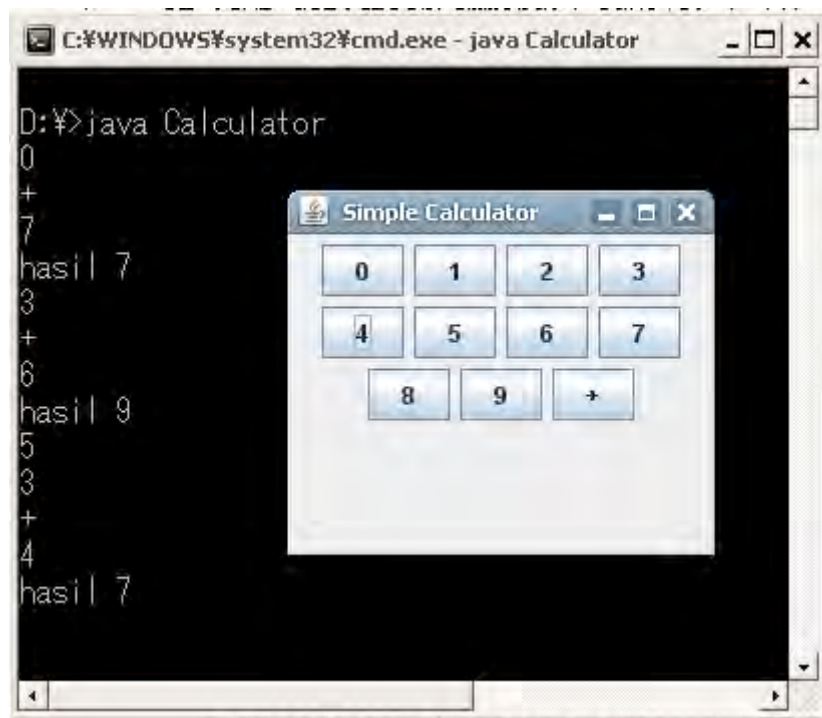 C:¥WINDOWS¥system32¥cmd.exe - java Calculator
D:¥>java Calculator
0
+
7
hasil 7
3
+
6
hasil 9
5
3
+
4
hasil 7
Simple Calculator
0 1 2 3
4 5 6 7
8 9 +